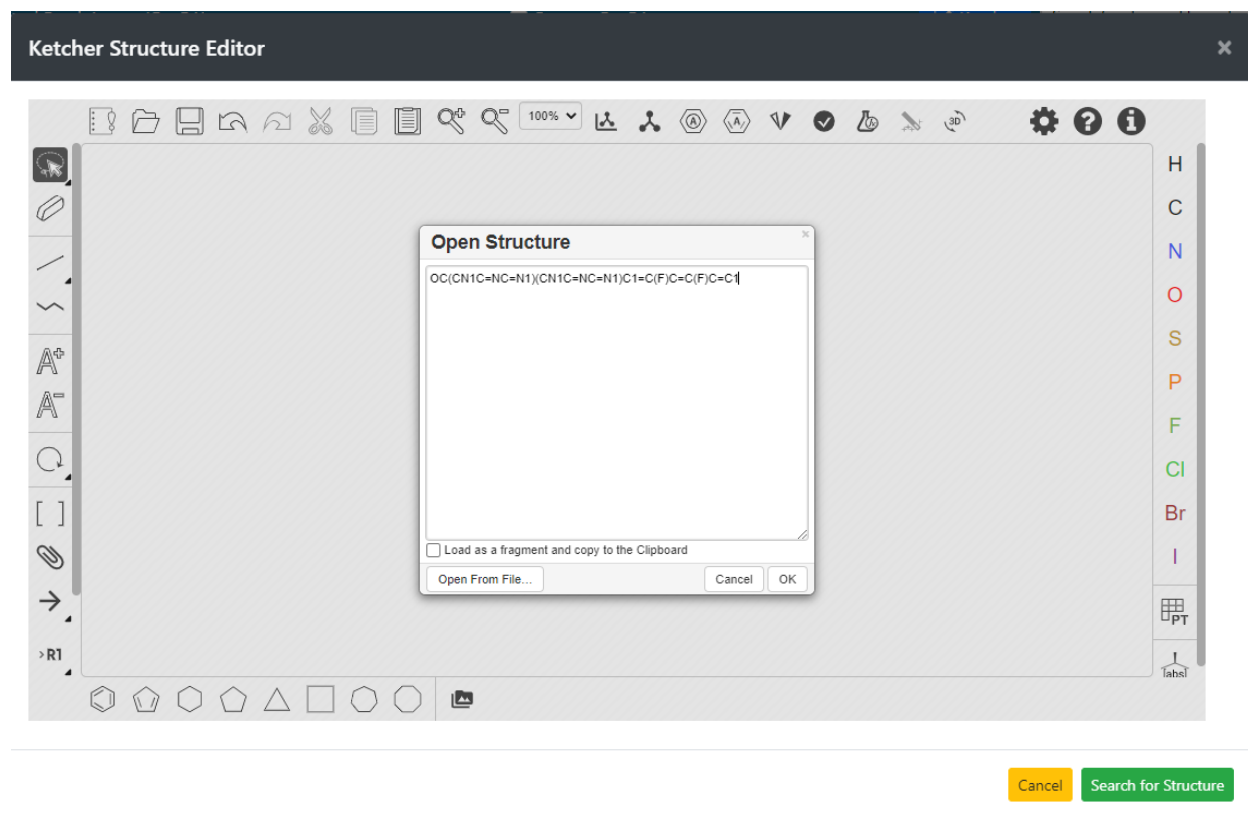 Ketcher Structure Editor ×
100%
H
C
N
O
S
P
F
Cl
Br
I
PT
abs
Open Structure ×
OC(CN1C=NC=N1)(CN1C=NC=N1)C1=C(F)C=C(F)C=C1
Load as a fragment and copy to the Clipboard
Open From File... Cancel OK
>R1
Cancel Search for Structure